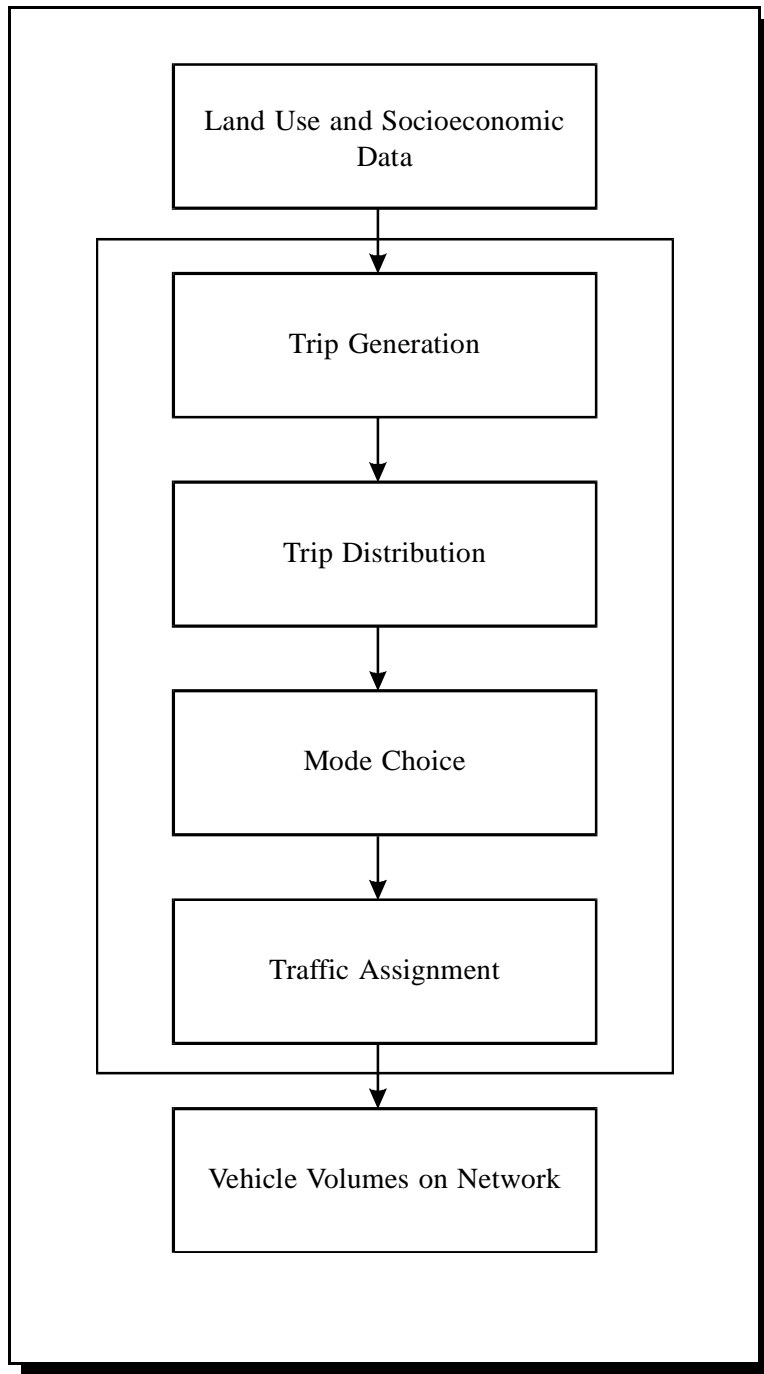 Land Use and Socioeconomic
Data
Trip Generation
Trip Distribution
Mode Choice
Traffic Assignment
Vehicle Volumes on Network